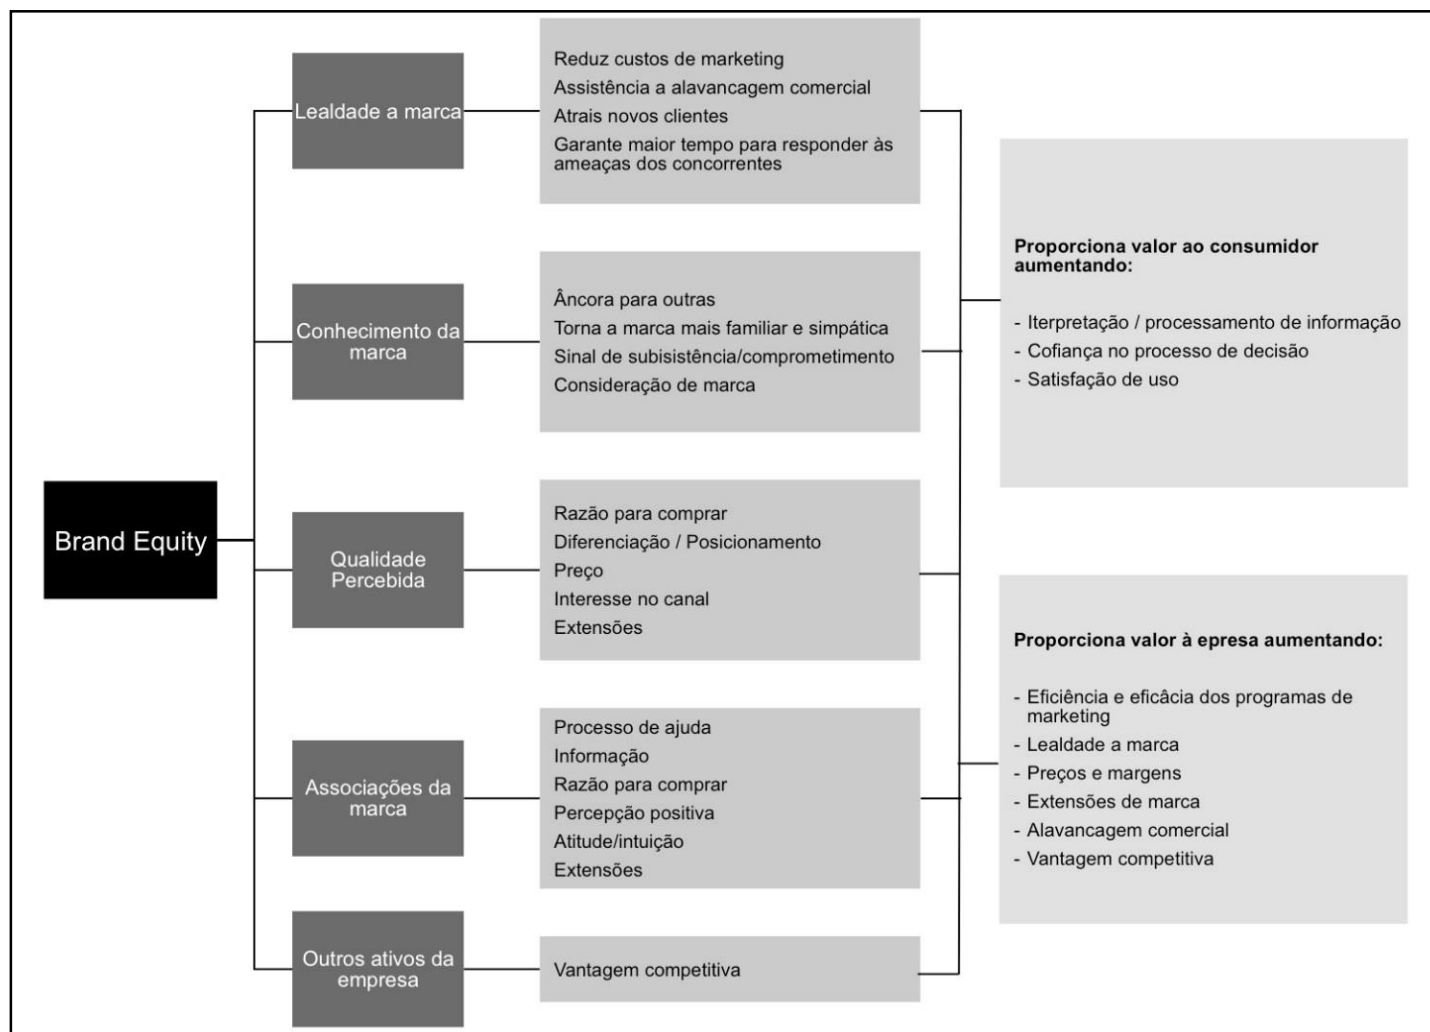 Brand Equity
Lealdade a marca
Reduz custos de marketing
Assistência a alavancagem comercial
Atrais novos clientes
Garante maior tempo para responder às
ameaças dos concorrentes
Conhecimento da
marca
Âncora para outras
Torna a marca mais familiar e simpática
Sinal de subisistência/comprometimento
Consideração de marca
Qualidade
Percebida
Razão para comprar
Diferenciação / Posicionamento
Preço
Interesse no canal
Extensões
Associações da
marca
Processo de ajuda
Informação
Razão para comprar
Percepção positiva
Atitude/intuição
Extensões
Outros ativos da
empresa
Vantagem competitiva
Proporciona valor ao consumidor
aumentando:
- Iterpretação / processamento de informação
- Cofiança no processo de decisão
- Satisfação de uso
Proporciona valor à epresa aumentando:
- Eficiência e eficâcia dos programas de
marketing
- Lealdade a marca
- Preços e margens
- Extensões de marca
- Alavancagem comercial
- Vantagem competitiva